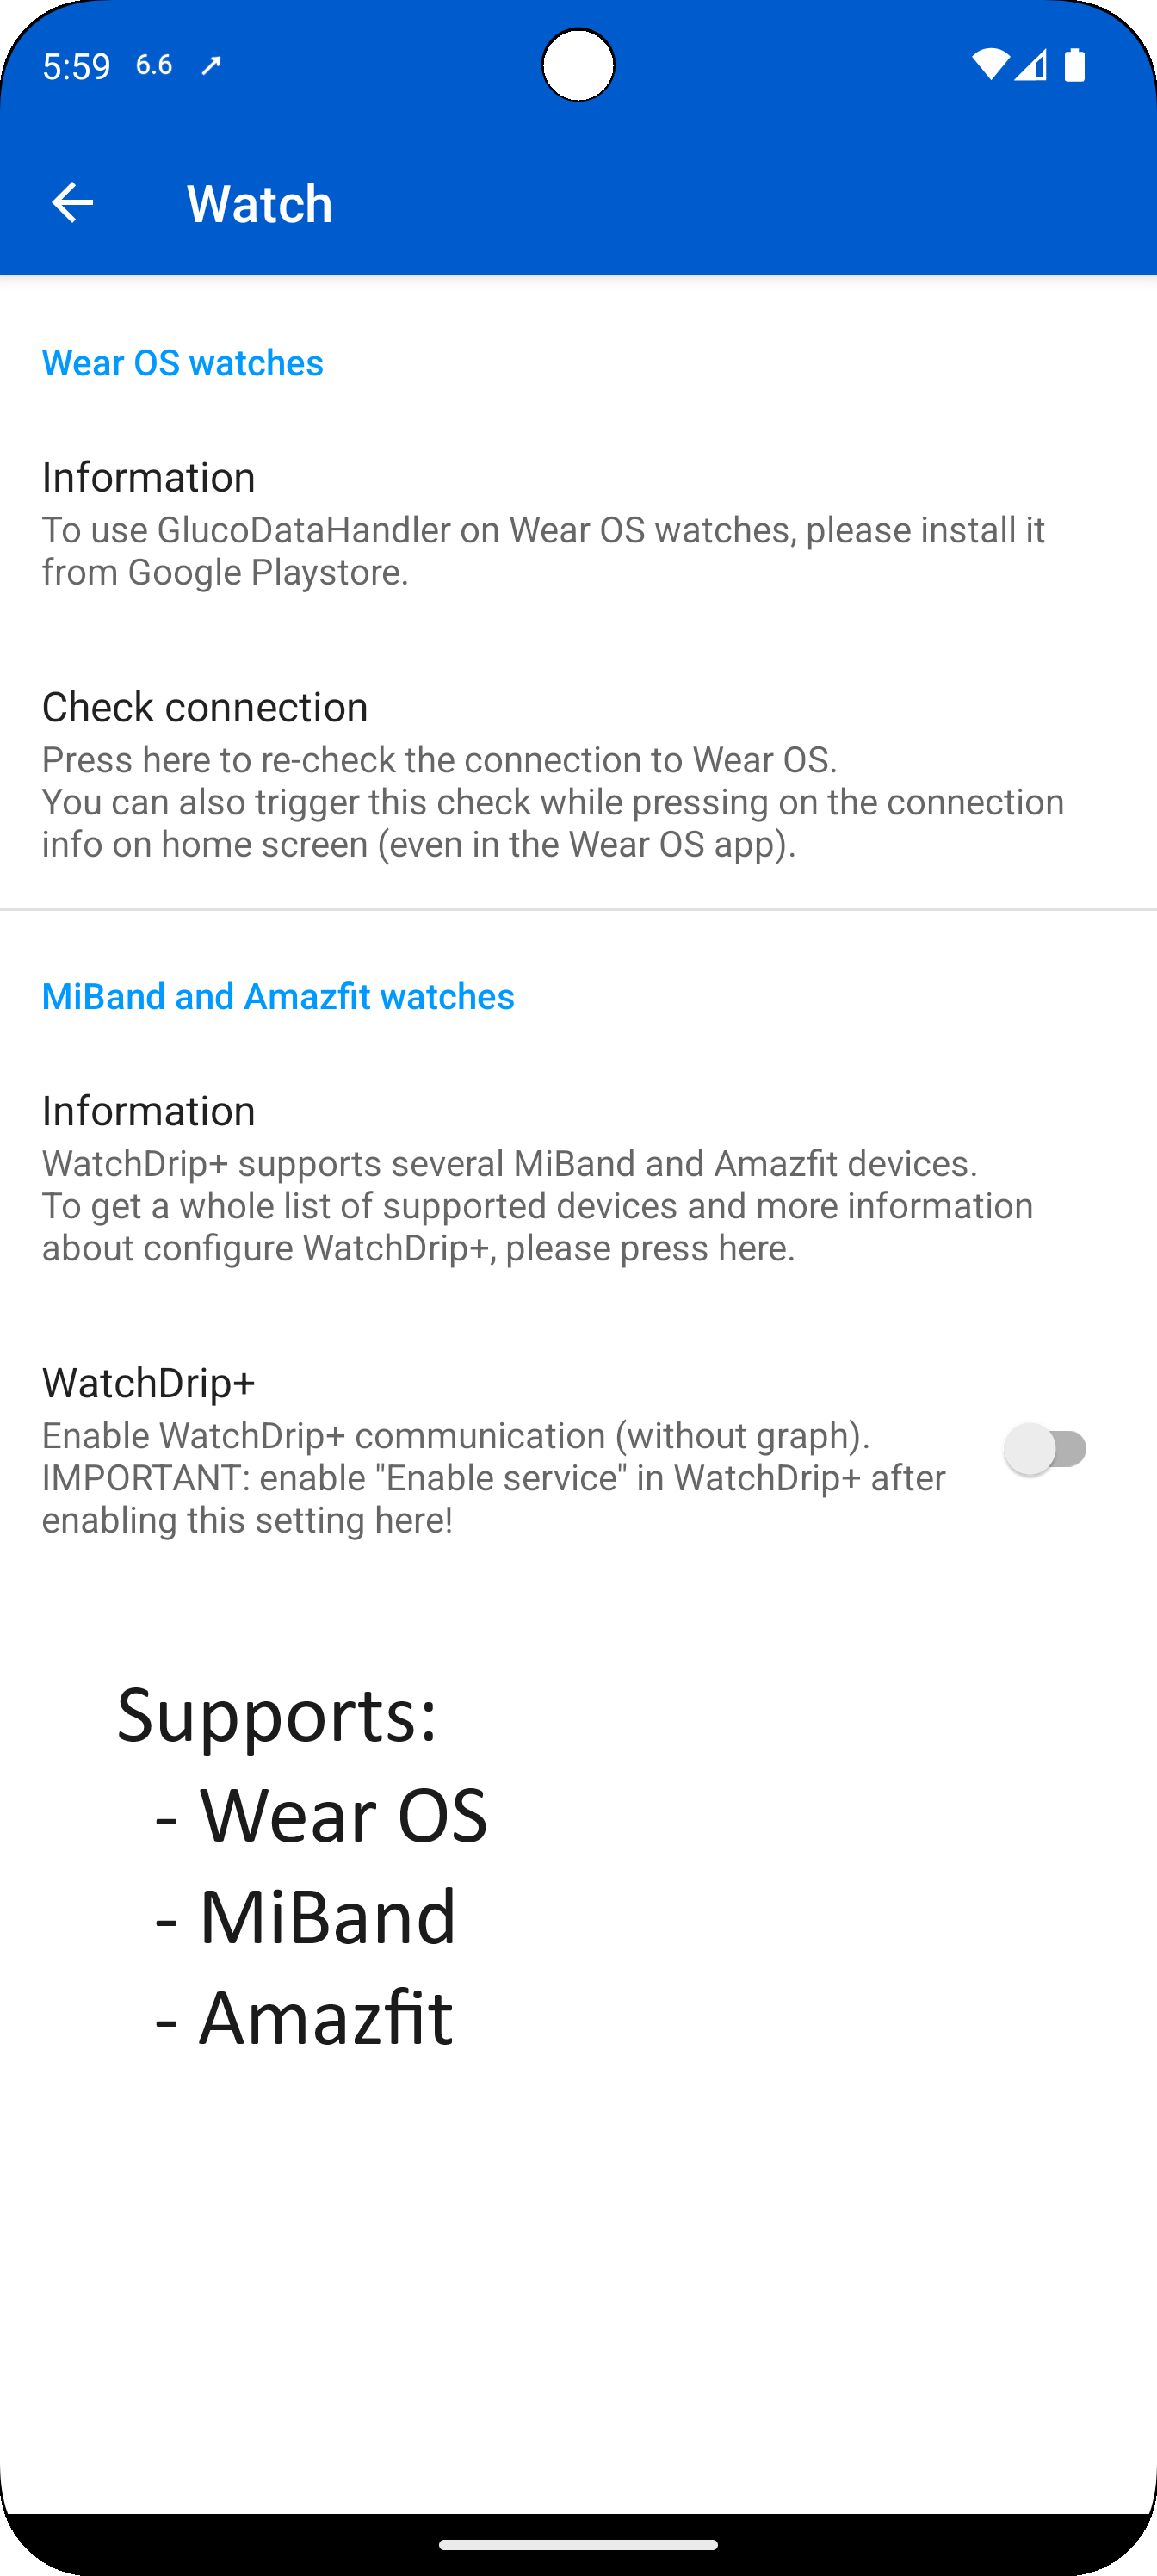 5:59 6.6
Watch
Wear OS watches
Information
To use GlucoDataHandler on Wear OS watches, please install it
from Google Playstore.
Check connection
Press here to re-check the connection to Wear OS.
You can also trigger this check while pressing on the connection
info on home screen (even in the Wear OS app).
MiBand and Amazfit watches
Information
WatchDrip+ supports several MiBand and Amazfit devices.
To get a whole list of supported devices and more information
about configure WatchDrip+, please press here.
WatchDrip+
Enable WatchDrip+ communication (without graph).
IMPORTANT: enable "Enable service" in WatchDrip+ after
enabling this setting here!
Supports:
- Wear OS
- MiBand
- Amazfit